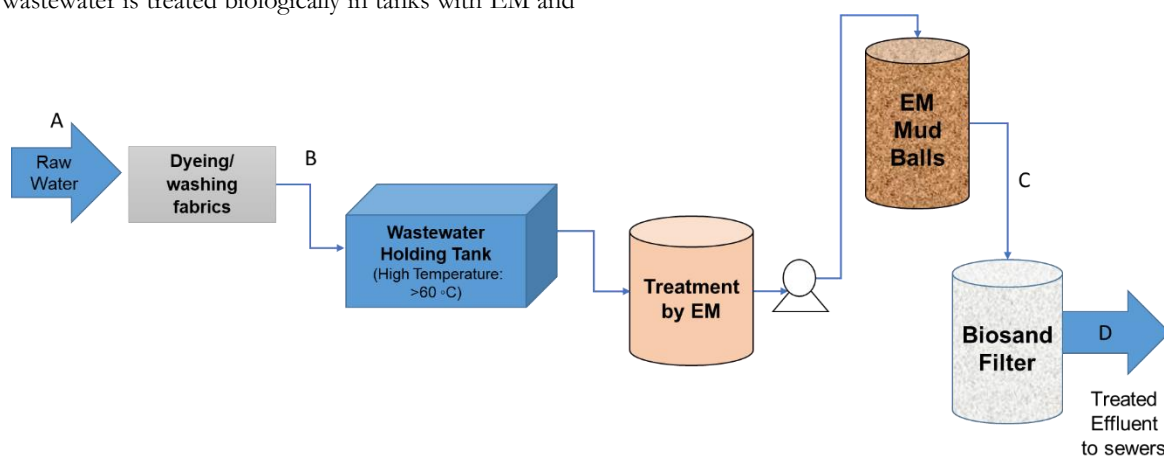 wastewater is treated biologically in tanks with EM and
A
Raw
Water
Dyeing/
washing
fabrics
B
Wastewater
Holding Tank
(High Temperature:
>60 ◦C)
Treatment
by EM
EM
Mud
Balls
C
Biosand
Filter
D
Treated
Effluent
to sewers